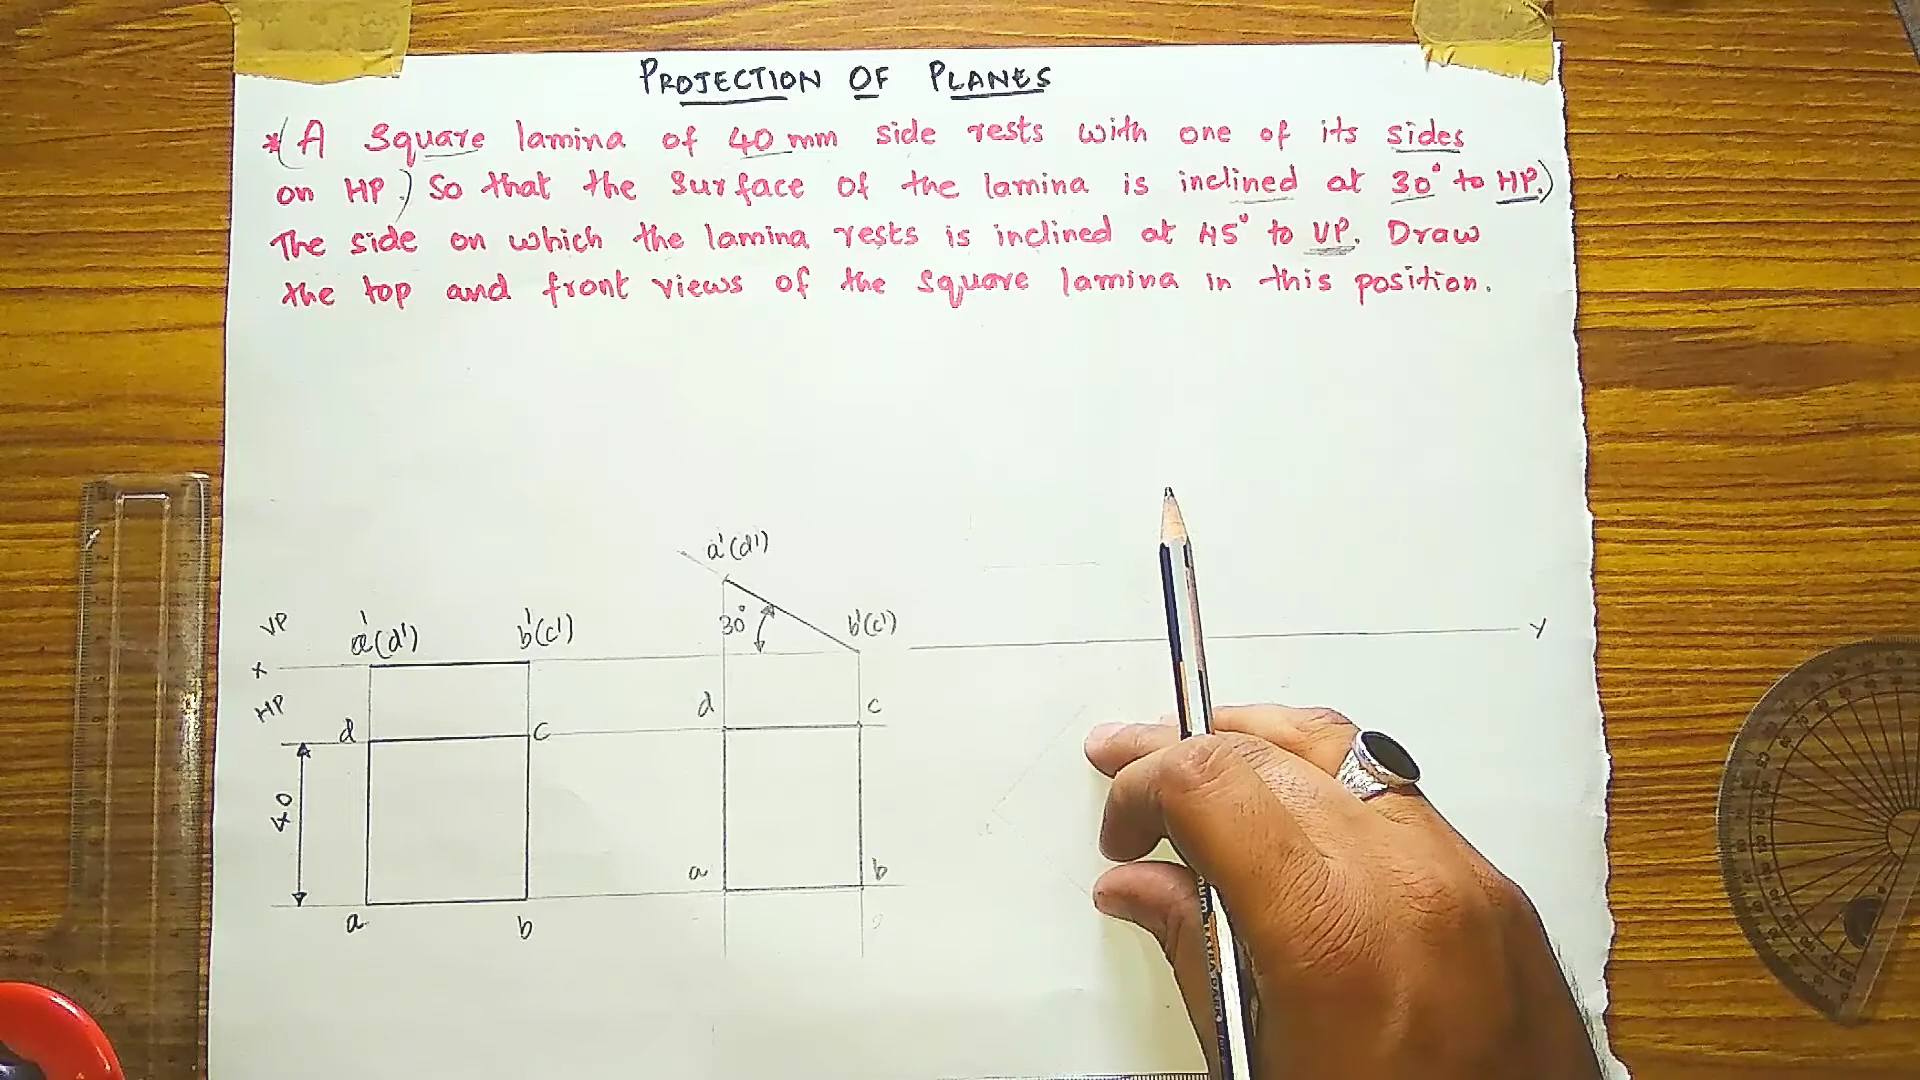 PROJECTION OF PLANES
*(A square lamina of 40 mm side rests with one of its sides
on HP.) So that the surface of the lamina is inclined at 30° to HP.)
The side on which the lamina rests is inclined at 45° to VP. Draw
the top and front views of the square lamina in this position.
a'(d')
30°
b'(c')
VP
a'(d')
b'(c')
Y
X
HP
d
c
d
c
40
a
b
a
b